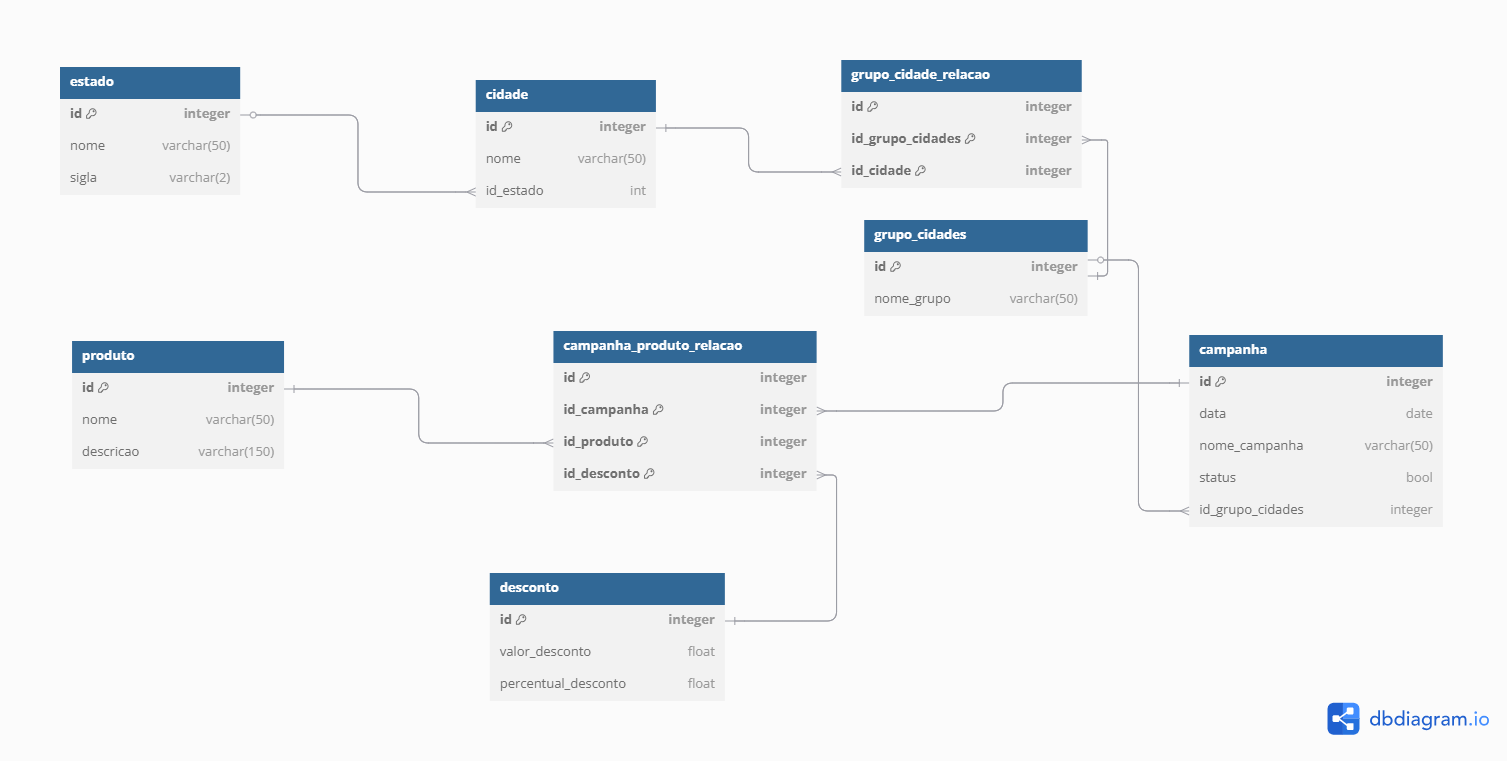 estado
id integer
nome varchar(50)
sigla varchar(2)
cidade
id integer
nome varchar(50)
id_estado int
grupo_cidade_relacao
id integer
id_grupo_cidades integer
id_cidade integer
grupo_cidades
id integer
nome_grupo varchar(50)
produto
id integer
nome varchar(50)
descricao varchar(150)
campanha_produto_relacao
id integer
id_campanha integer
id_produto integer
id_desconto integer
campanha
id integer
data date
nome_campanha varchar(50)
status bool
id_grupo_cidades integer
desconto
id integer
valor_desconto float
percentual_desconto float
dbdiagram.io